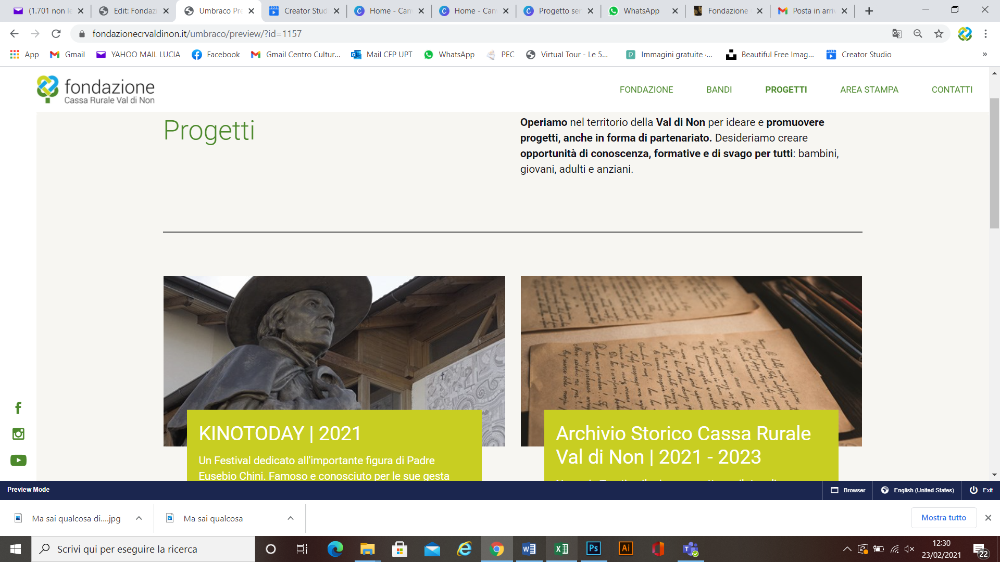 (1.701 non le
Edit: Fondazi
Umbraco Pre
Creator Stud
Home - Can
Home - Can
Progetto ser
WhatsApp
Fondazione
Posta in arriv
fondazionecrvaldinon.it/umbraco/preview/?id=1157
App
Gmail
YAHOO MAIL LUCIA
Facebook
Gmail Centro Cultur...
Mail CFP UPT
WhatsApp
PEC
Virtual Tour - Le 5...
Immagini gratuite ·...
Beautiful Free Imag...
Creator Studio
»
fondazione
Cassa Rurale Val di Non
FONDAZIONE
BANDI
PROGETTI
AREA STAMPA
CONTATTI
Progetti
Operiamo nel territorio della Val di Non per ideare e promuovere
progetti, anche in forma di partenariato. Desideriamo creare
opportunità di conoscenza, formative e di svago per tutti: bambini,
giovani, adulti e anziani.
KINOTODAY | 2021
Un Festival dedicato all'importante figura di Padre
Eusebio Chini. Famoso e conosciuto per le sue gesta
Archivio Storico Cassa Rurale
Val di Non | 2021 - 2023
Preview Mode
Browser
English (United States)
Exit
Ma sai qualcosa di....jpg
Ma sai qualcosa
Mostra tutto
Scrivi qui per eseguire la ricerca
12:30
23/02/2021
22